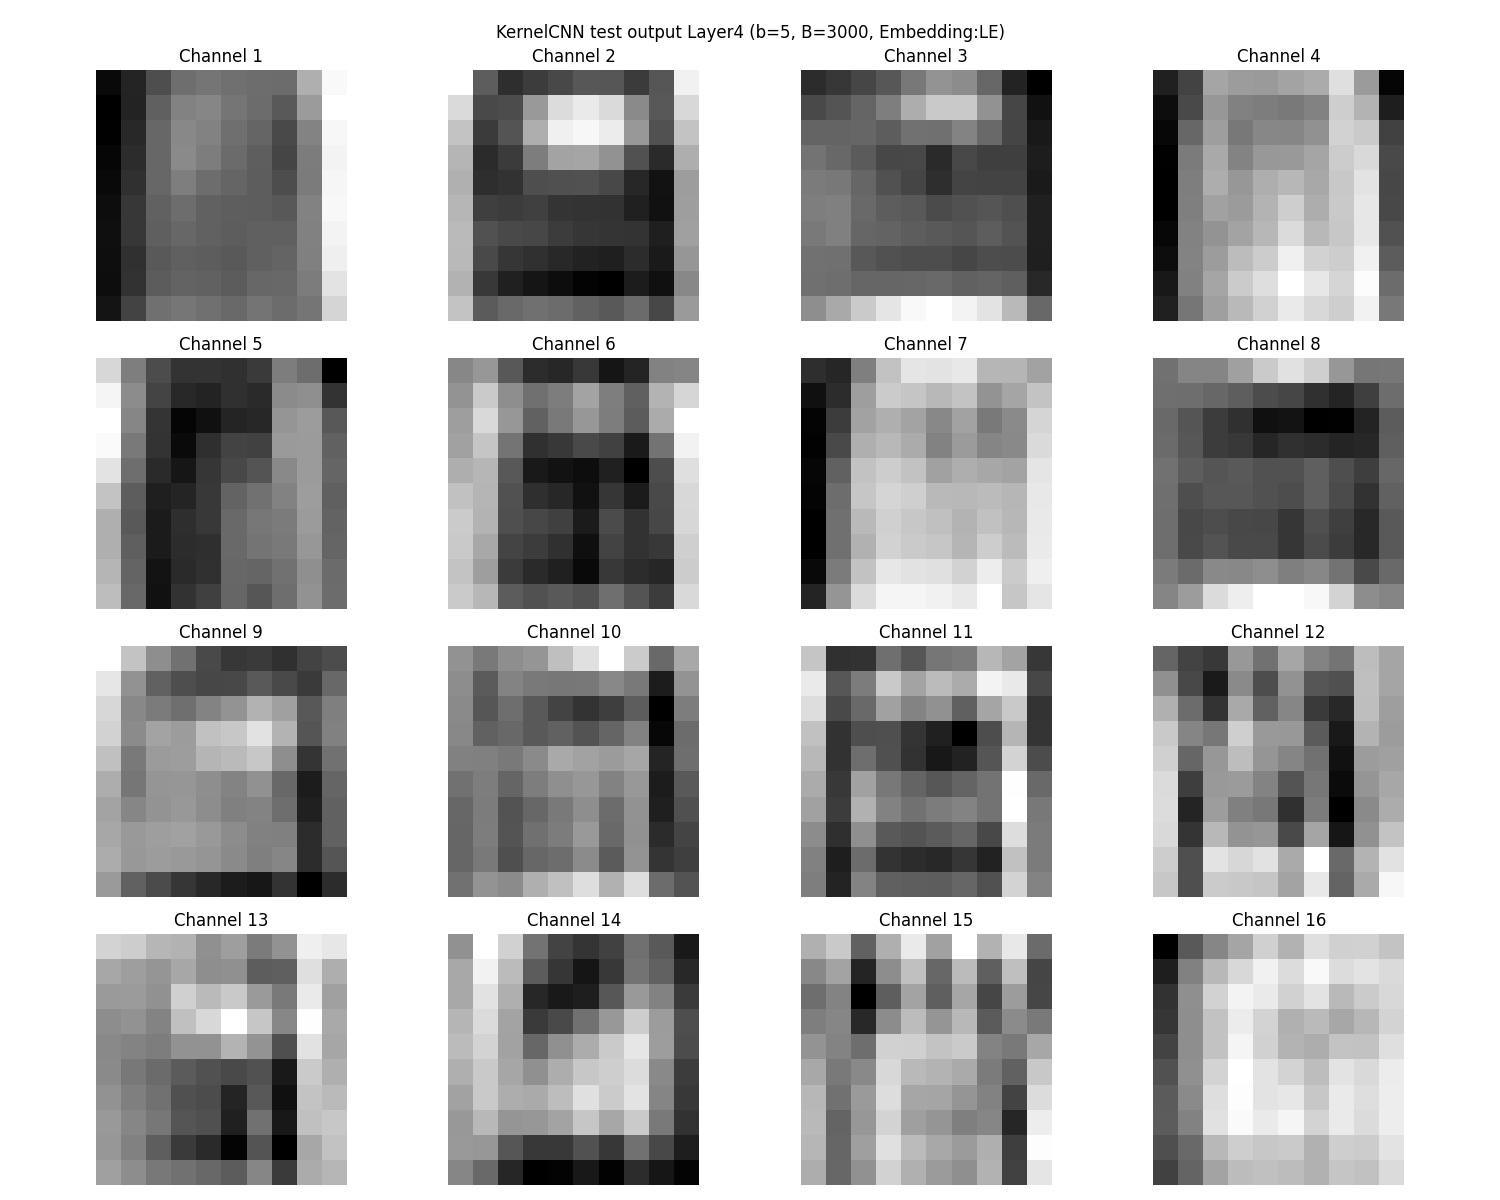 KernelCNN test output Layer4 (b=5, B=3000, Embedding:LE)
Channel 1
Channel 2
Channel 3
Channel 4
Channel 5
Channel 6
Channel 7
Channel 8
Channel 9
Channel 10
Channel 11
Channel 12
Channel 13
Channel 14
Channel 15
Channel 16